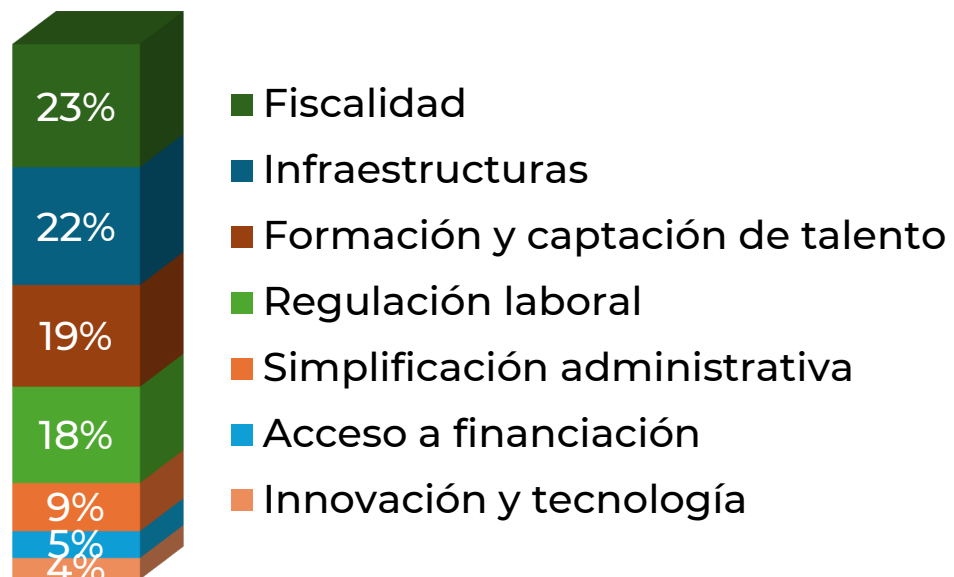 23%
22%
19%
18%
9%
5%
4%
Fiscalidad
Infraestructuras
Formación y captación de talento
Regulación laboral
Simplificación administrativa
Acceso a financiación
Innovación y tecnología